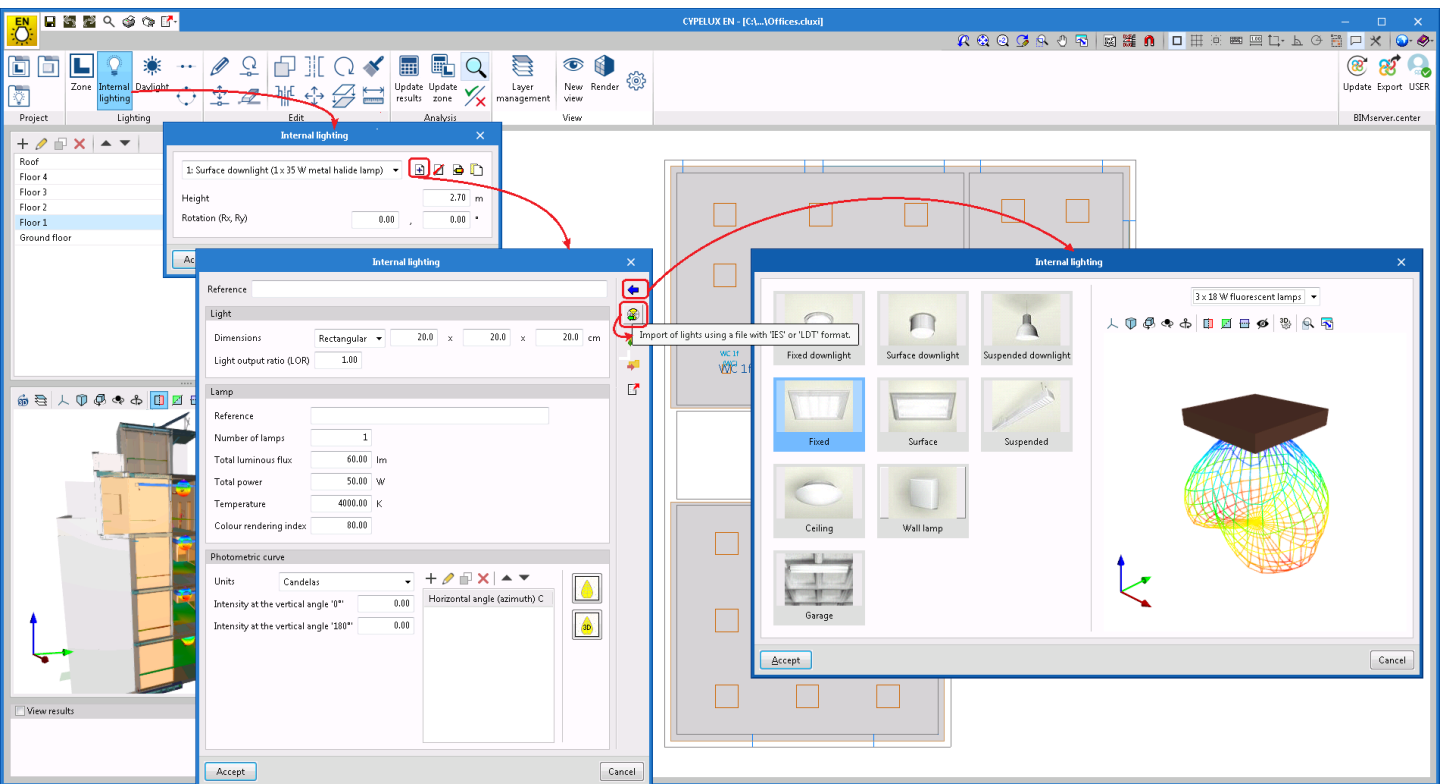 EN
CYPELUX EN - [C:\...\Offices.cluxi]
Zone
Internal lighting
Daylight
Update results
Update zone
Layer management
New view
Render
Update
Export
USER
Project
Lighting
Edit
Analysis
View
BIMserver.center
Roof
Floor 4
Floor 3
Floor 2
Floor 1
Ground floor
View results
Internal lighting
1: Surface downlight (1 x 35 W metal halide lamp)
Height 2.70 m
Rotation (Rx, Ry) 0.00 , 0.00 °
Ac
Internal lighting
Reference
Light
Dimensions Rectangular 20.0 x 20.0 x 20.0 cm
Light output ratio (LOR) 1.00
Import of lights using a file with 'IES' or 'LDT' format.
Lamp
Reference
Number of lamps 1
Total luminous flux 60.00 lm
Total power 50.00 W
Temperature 4000.00 K
Colour rendering index 80.00
Photometric curve
Units Candelas
Intensity at the vertical angle '0°' 0.00
Intensity at the vertical angle '180°' 0.00
Horizontal angle (azimuth) C
3D
Accept
Cancel
WC 1f
WC 1f
Internal lighting
3 x 18 W fluorescent lamps
3D
Fixed downlight
Surface downlight
Suspended downlight
Fixed
Surface
Suspended
Ceiling
Wall lamp
Garage
Accept
Cancel